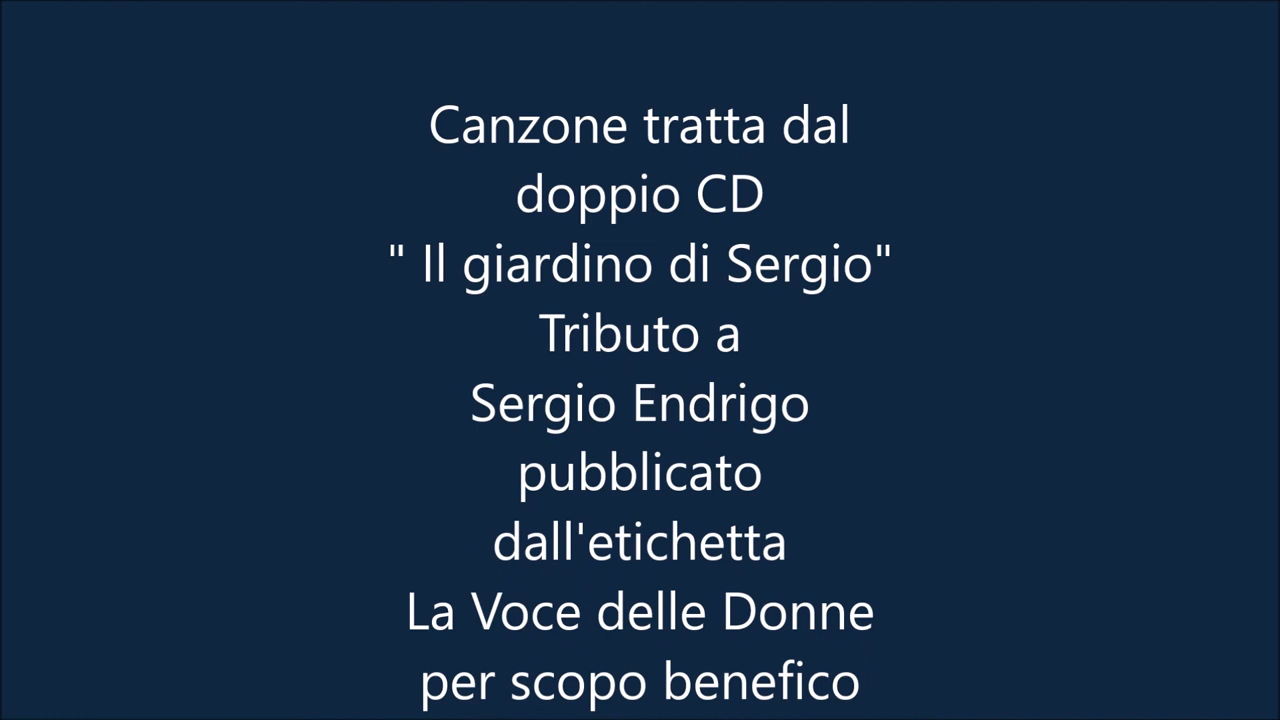 Canzone tratta dal
doppio CD
" Il giardino di Sergio"
Tributo a
Sergio Endrigo
pubblicato
dall'etichetta
La Voce delle Donne
per scopo benefico